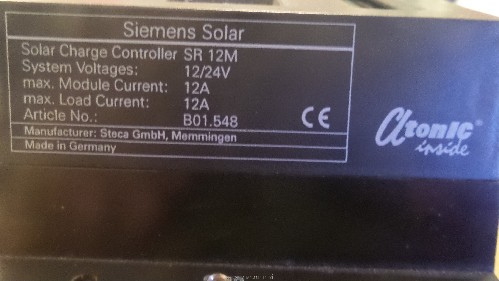 Siemens Solar
Solar Charge Controller SR 12M
System Voltages: 12/24V
max. Module Current: 12A
max. Load Current: 12A
Article No.: B01.548
CE
Manufacturer: Steca GmbH, Memmingen
Made in Germany
atonic
inside